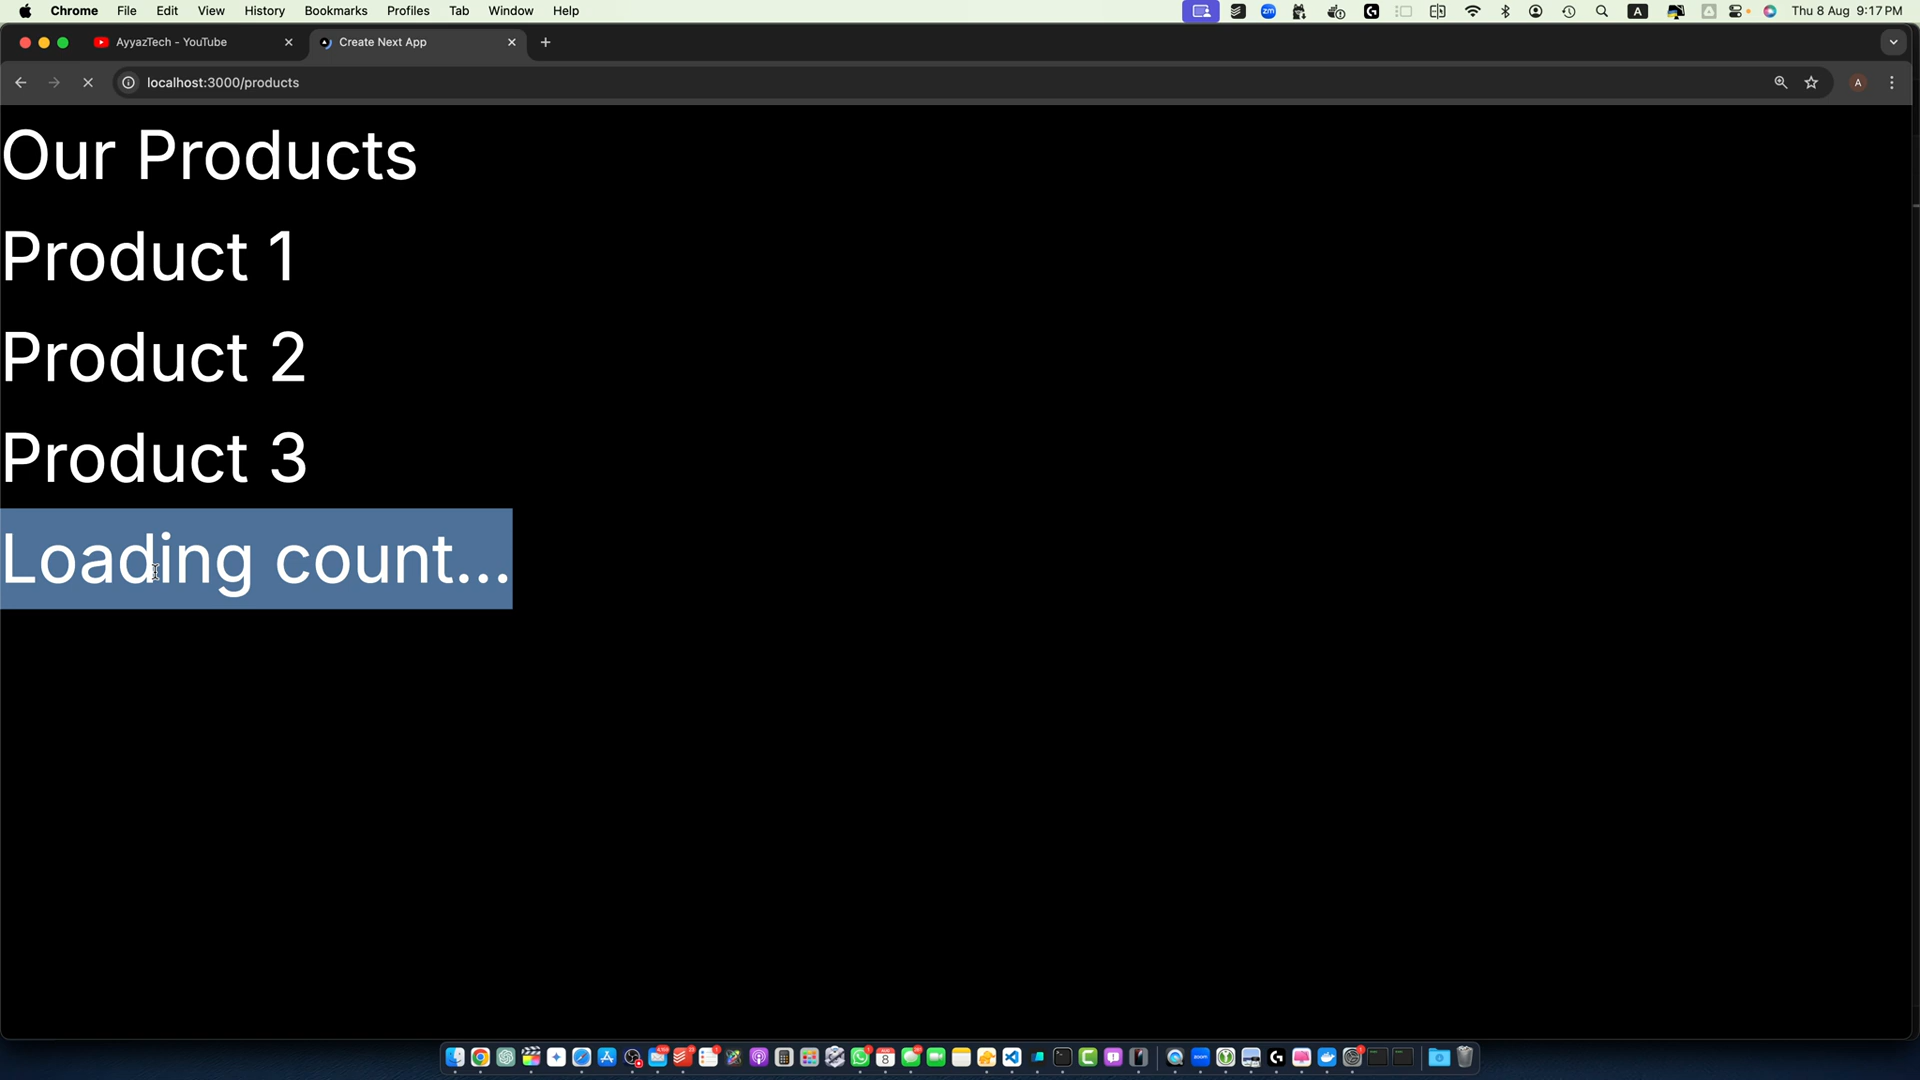 Chrome File Edit View History Bookmarks Profiles Tab Window Help
Thu 8 Aug 9:17 PM
AyyazTech - YouTube
Create Next App
localhost:3000/products
A
Our Products
Product 1
Product 2
Product 3
Loading count...